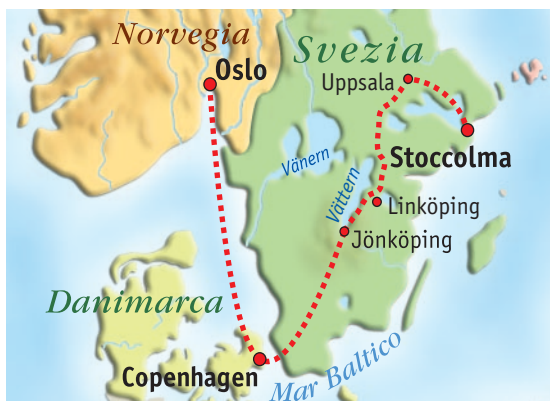 Norvegia
Oslo
Svezia
Uppsala
Stoccolma
Vänern
Vättern
Linköping
Jönköping
Danimarca
Copenhagen
Mar Baltico